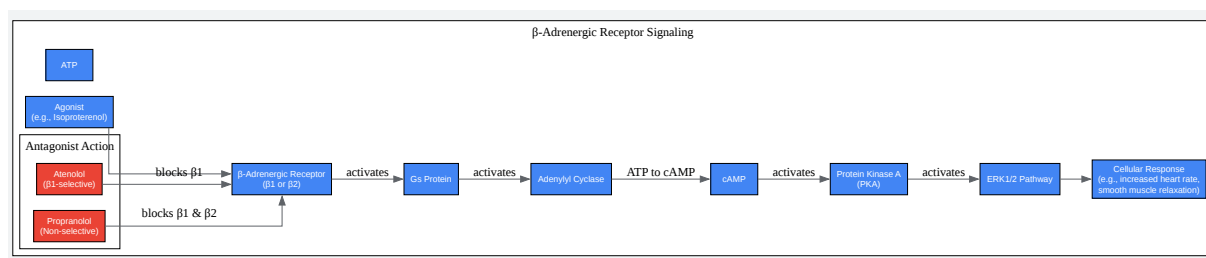 β-Adrenergic Receptor Signaling
ATP
Agonist
(e.g., Isoproterenol)
Antagonist Action
Atenolol
(β1-selective)
blocks β1
Propranolol
(Non-selective)
blocks β1 & β2
β-Adrenergic Receptor
(β1 or β2)
activates
Gs Protein
activates
Adenylyl Cyclase
ATP to cAMP
cAMP
activates
Protein Kinase A
(PKA)
activates
ERK1/2 Pathway
Cellular Response
(e.g., increased heart rate,
smooth muscle relaxation)